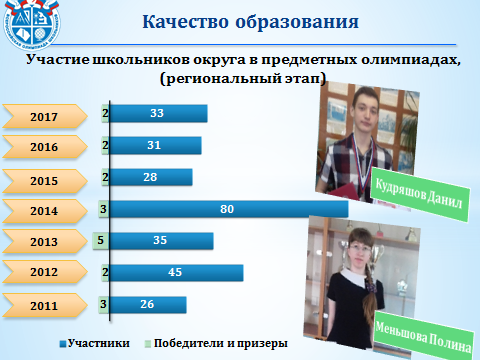 Качество образования
Участие школьников округа в предметных олимпиадах,
(региональный этап)
2017 2 33
2016 2 31
2015 2 28
2014 3 80
2013 5 35
2012 2 45
2011 3 26
Кудряшов Данил
Меньшова Полина
Участники Победители и призеры